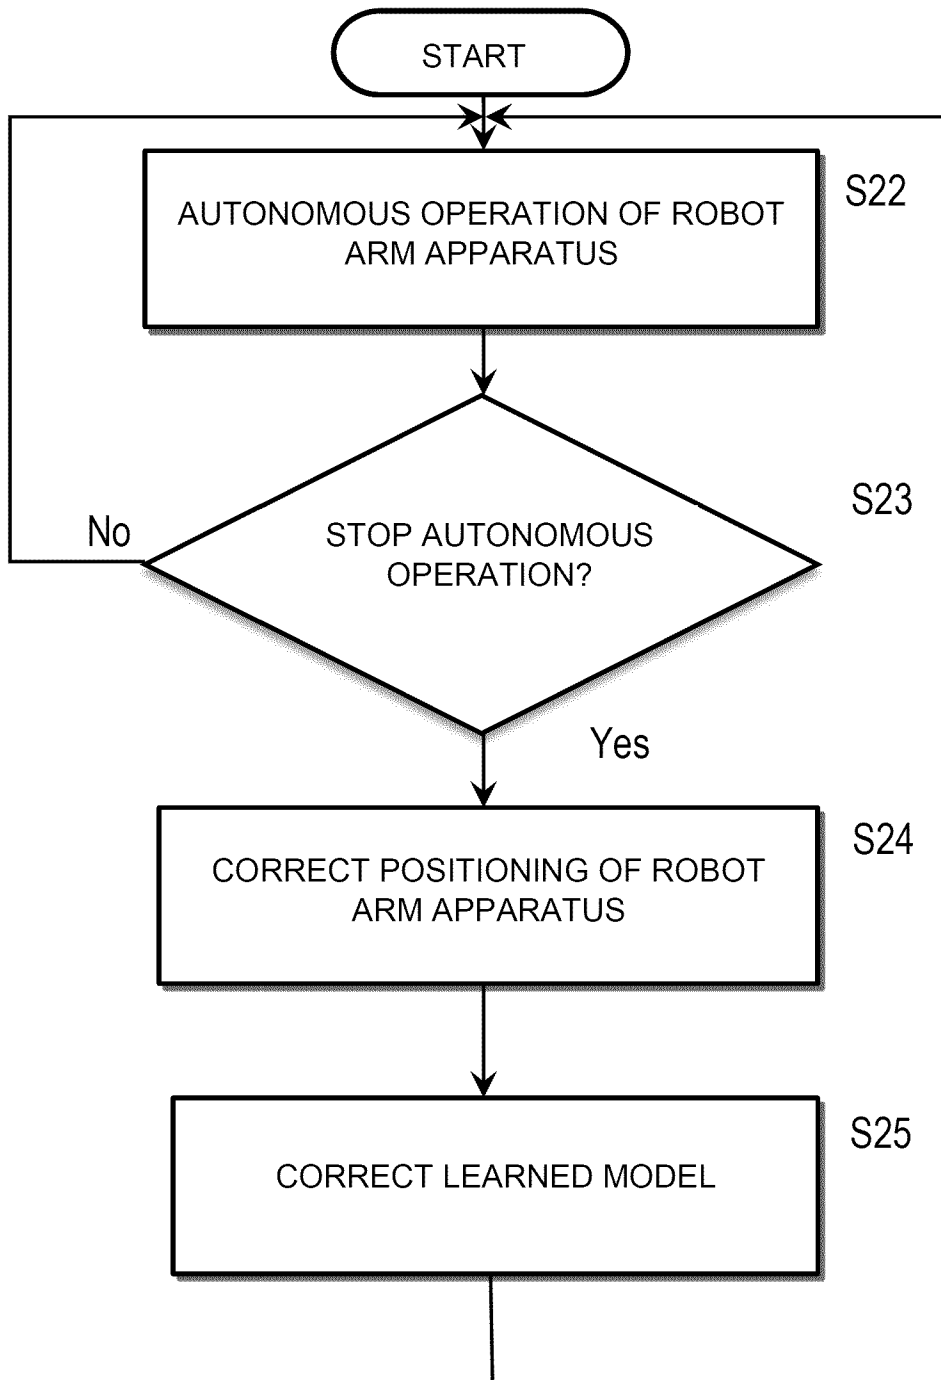 START
AUTONOMOUS OPERATION OF ROBOT
ARM APPARATUS
S22
STOP AUTONOMOUS
OPERATION?
S23
No
Yes
CORRECT POSITIONING OF ROBOT
ARM APPARATUS
S24
CORRECT LEARNED MODEL
S25